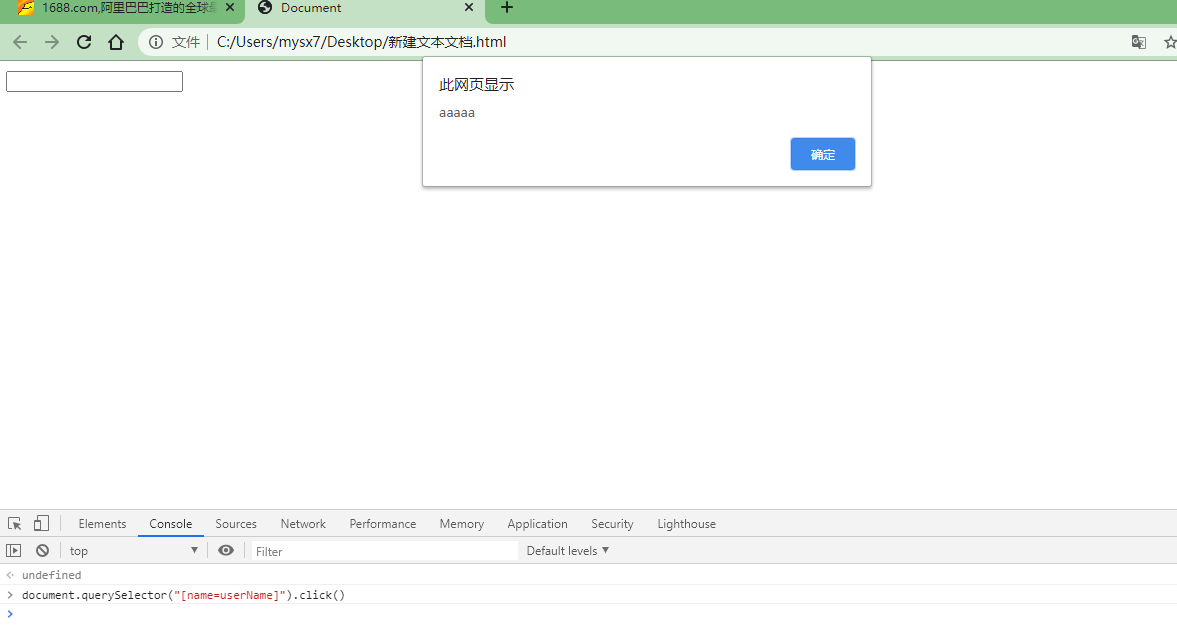 1688.com,阿里巴巴打造的全球
Document
文件 C:/Users/mysx7/Desktop/新建文本文档.html
此网页显示
aaaaa
确定
Elements Console Sources Network Performance Memory Application Security Lighthouse
top Filter Default levels
undefined
document.querySelector("[name=userName]").click()